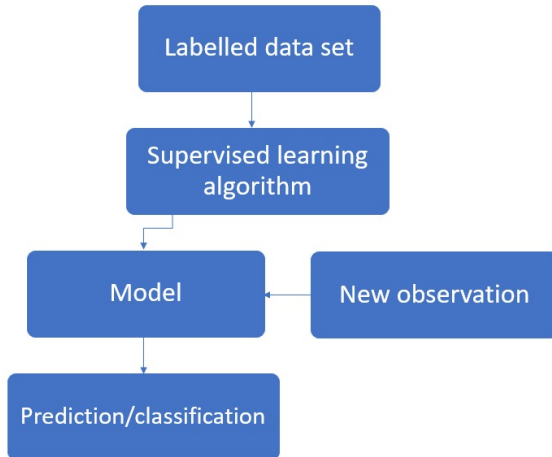 Labelled data set
Supervised learning
algorithm
Model
New observation
Prediction/classification